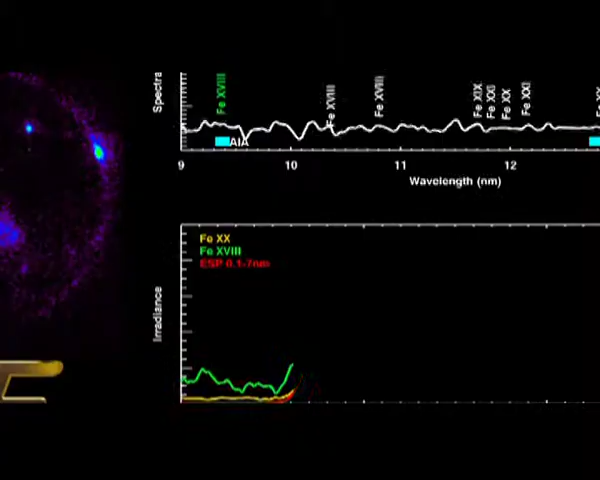 Spectra
Fe XVIII
Fe XVIII
Fe XVIII
Fe XIX
Fe XXI
Fe XX
Fe XXI
AIA
9 10 11 12
Wavelength (nm)
Irradiance
Fe XX
Fe XVIII
ESP 0.1-7nm